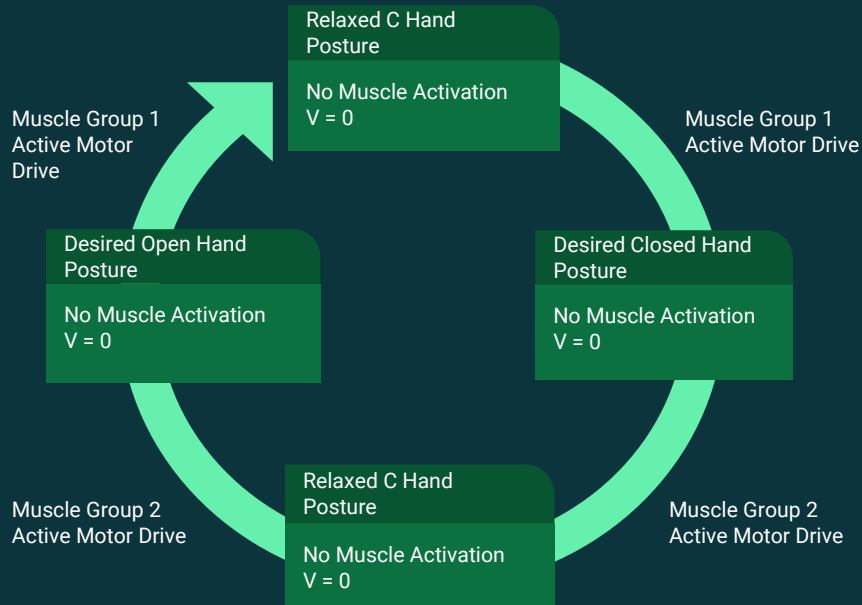 Relaxed C Hand
Posture
No Muscle Activation
V = 0
Muscle Group 1
Active Motor
Drive
Muscle Group 1
Active Motor Drive
Desired Open Hand
Posture
No Muscle Activation
V = 0
Desired Closed Hand
Posture
No Muscle Activation
V = 0
Muscle Group 2
Active Motor Drive
Relaxed C Hand
Posture
No Muscle Activation
V = 0
Muscle Group 2
Active Motor Drive